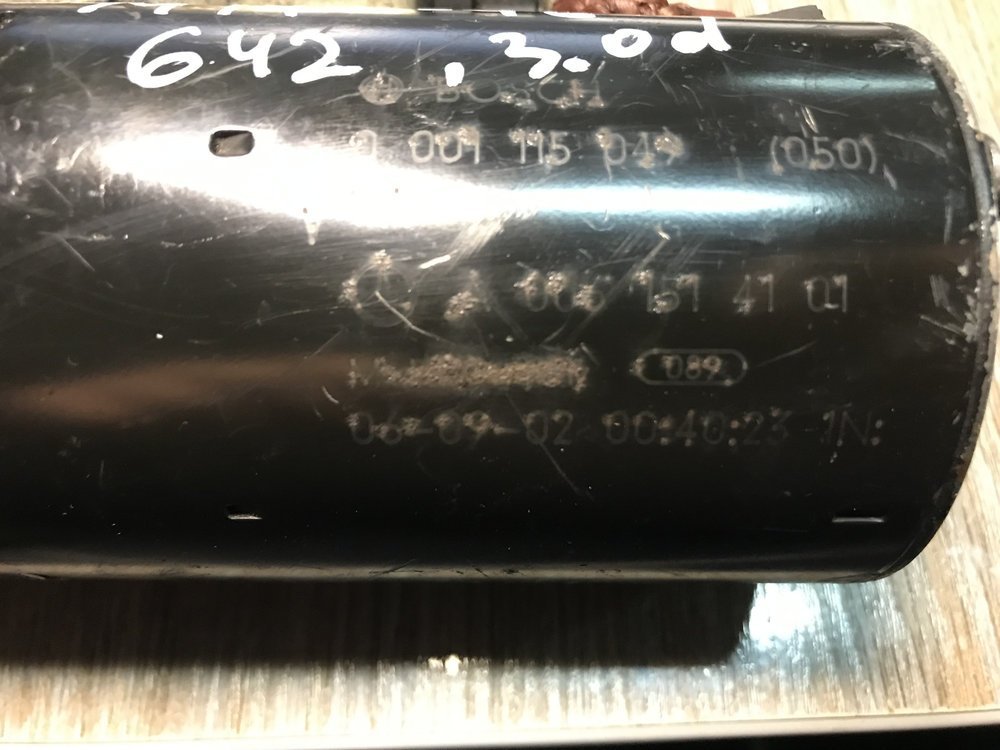 642, 3.0d
BOSCH
0 001 115 049 (050)
A 006 151 41 01
089
06-09-02 00:40:23 1N: